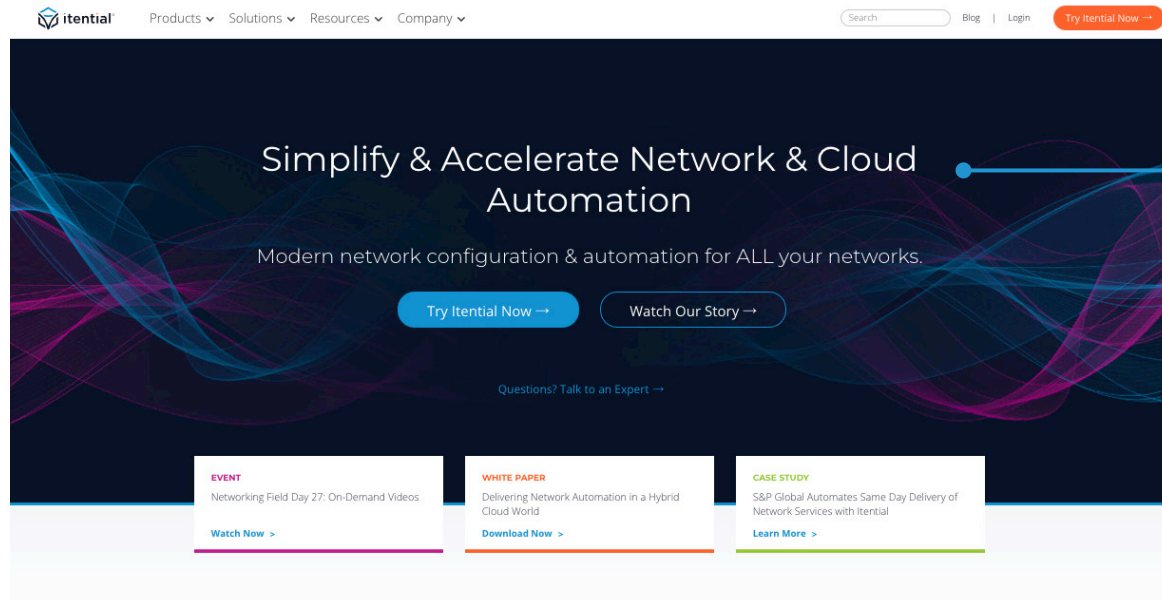 itential®
Products Solutions Resources Company
Search
Blog | Login
Try Itential Now →
Simplify & Accelerate Network & Cloud
Automation
Modern network configuration & automation for ALL your networks.
Try Itential Now →
Watch Our Story →
Questions? Talk to an Expert →
EVENT
Networking Field Day 27: On-Demand Videos
Watch Now >
WHITE PAPER
Delivering Network Automation in a Hybrid
Cloud World
Download Now >
CASE STUDY
S&P Global Automates Same Day Delivery of
Network Services with Itential
Learn More >